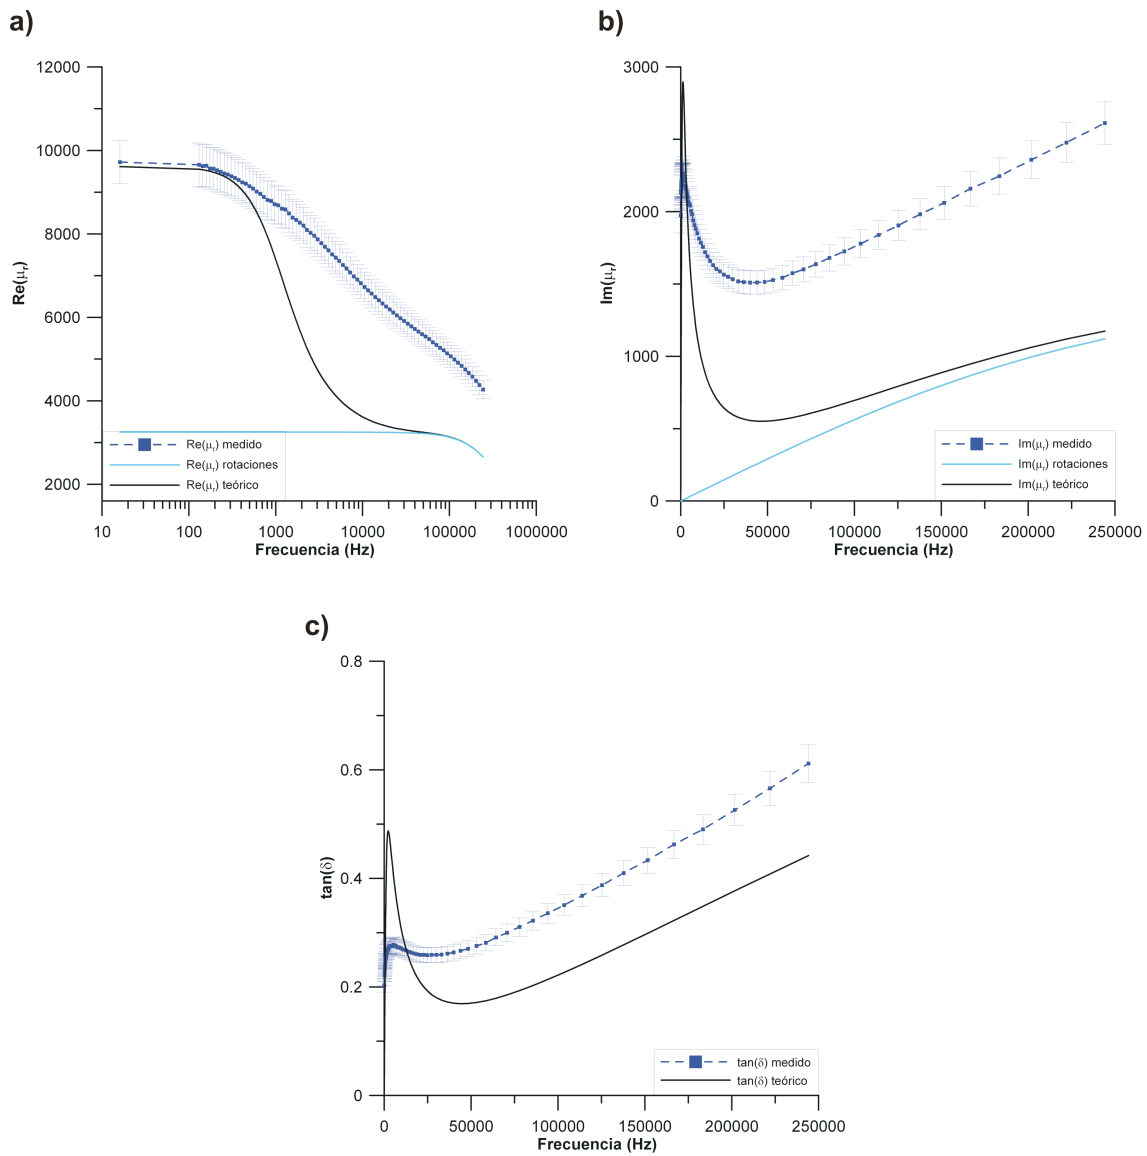 a)
12000
10000
8000
6000
4000
2000
Re(μr)
Re(μr) medido
Re(μr) rotaciones
Re(μr) teórico
10 100 1000 10000 100000 1000000
Frecuencia (Hz)
b)
3000
2000
1000
0
Im(μr)
Im(μr) medido
Im(μr) rotaciones
Im(μr) teórico
0 50000 100000 150000 200000 250000
Frecuencia (Hz)
c)
0.8
0.6
0.4
0.2
0
tan(δ)
tan(δ) medido
tan(δ) teórico
0 50000 100000 150000 200000 250000
Frecuencia (Hz)